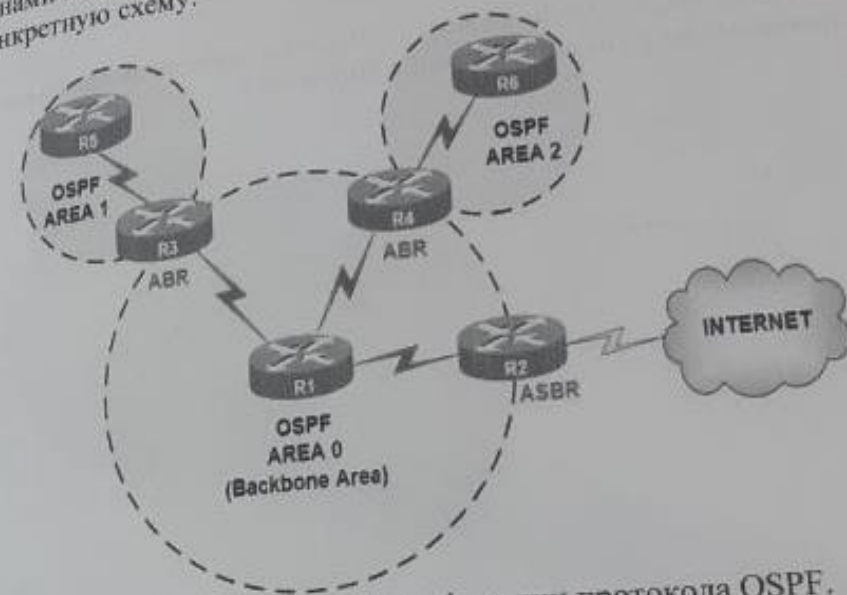 схему.
R6
OSPF
AREA 2
R5
OSPF
AREA 1
R3
ABR
R4
ABR
INTERNET
R2
ASBR
R1
OSPF
AREA 0
(Backbone Area)
протокола OSPF.